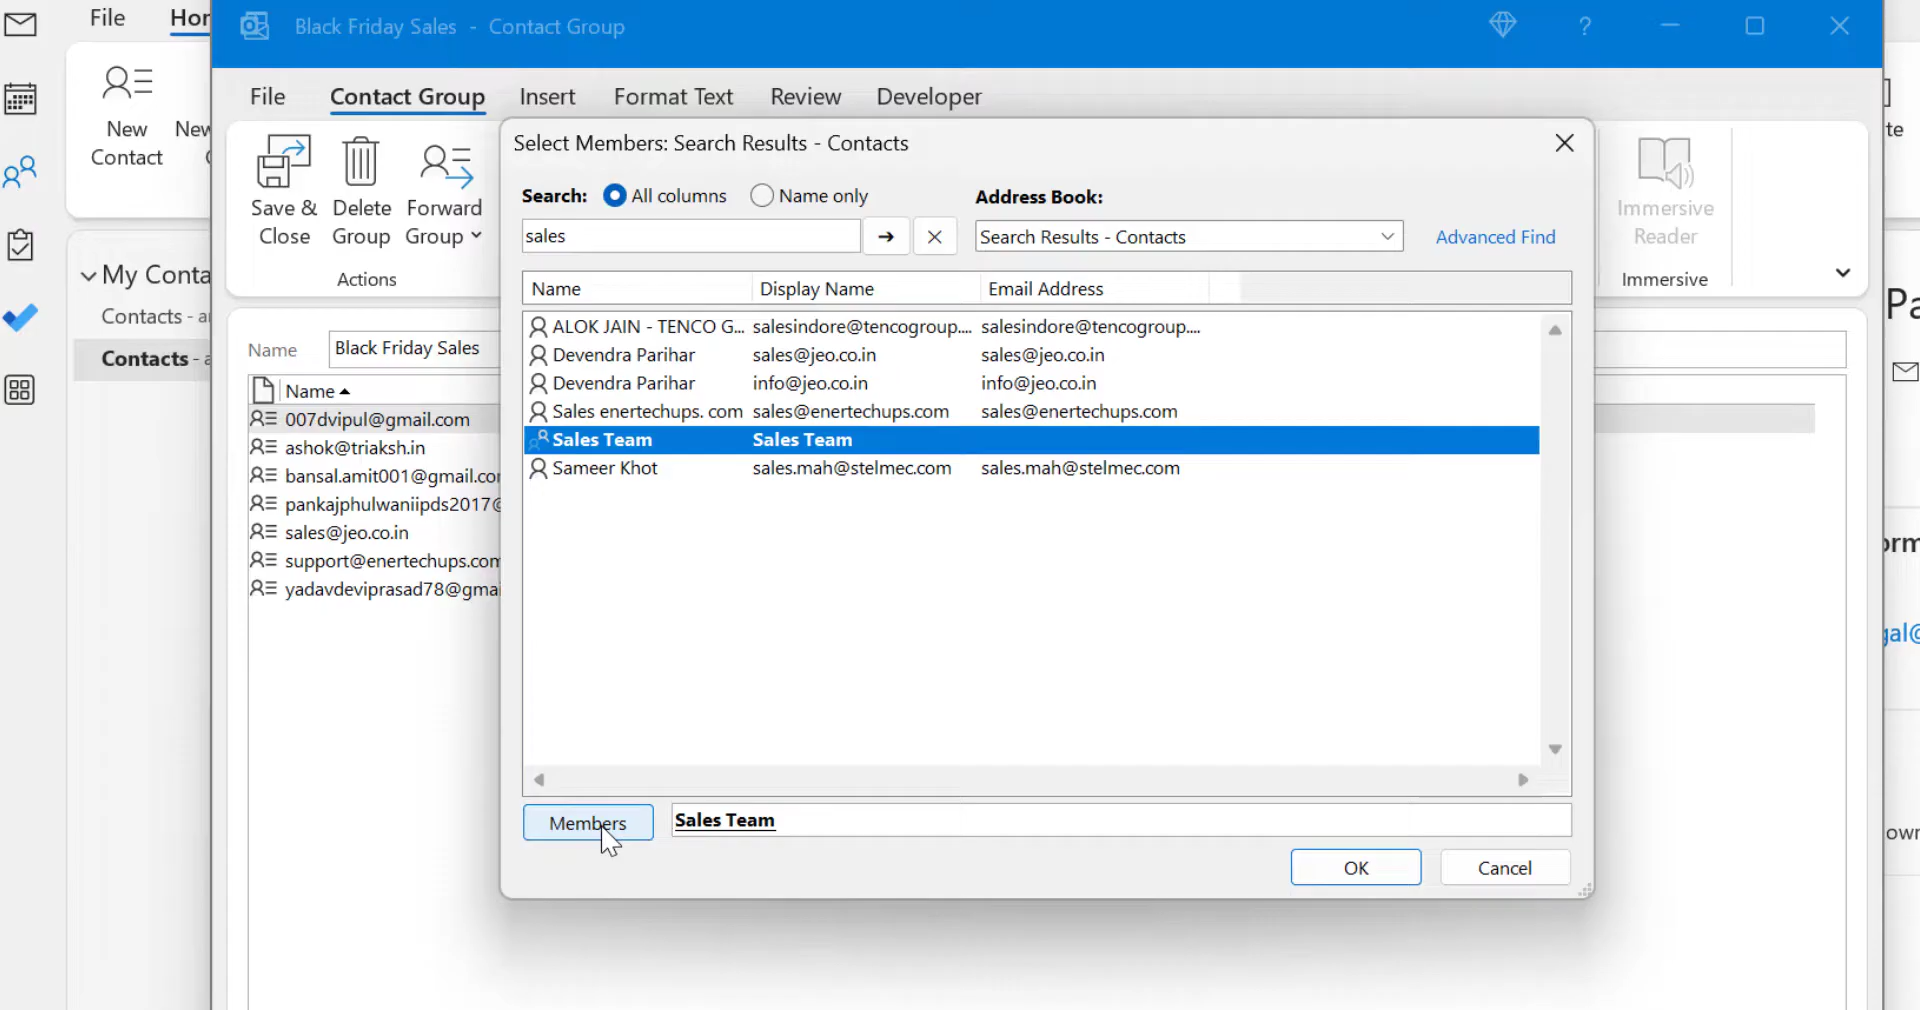 File
Hor
New
Contact
New
C
My Conta
Contacts - a
Contacts - a
Black Friday Sales - Contact Group
?
File Contact Group Insert Format Text Review Developer
Save &
Close
Delete
Group
Forward
Group
Actions
Immersive
Reader
Immersive
Name Black Friday Sales
Name
007dvipul@gmail.com
ashok@triaksh.in
bansal.amit001@gmail.cor
pankajphulwaniipds2017@
sales@jeo.co.in
support@enertechups.com
yadavdeviprasad78@gmai
Select Members: Search Results - Contacts
Search: All columns Name only Address Book:
sales Search Results - Contacts Advanced Find
Name Display Name Email Address
ALOK JAIN - TENCO G... salesindore@tencogroup.... salesindore@tencogroup....
Devendra Parihar sales@jeo.co.in sales@jeo.co.in
Devendra Parihar info@jeo.co.in info@jeo.co.in
Sales enertechups. com sales@enertechups.com sales@enertechups.com
Sales Team Sales Team
Sameer Khot sales.mah@stelmec.com sales.mah@stelmec.com
Members Sales Team
OK Cancel
te
Pa
orm
gal@
own